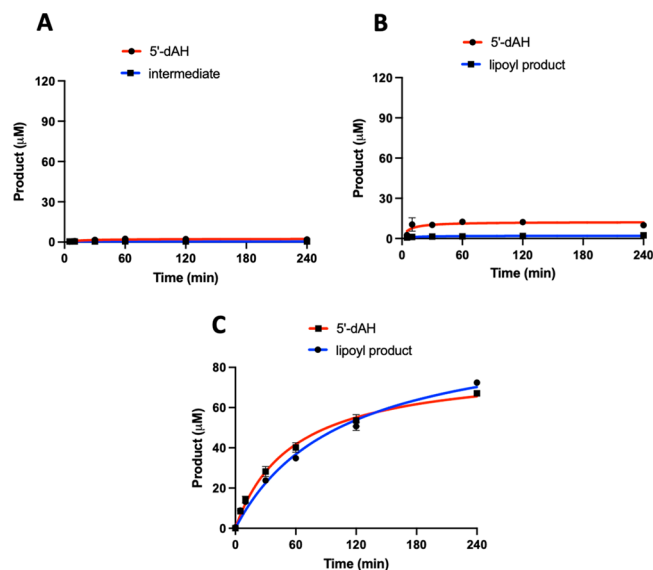 A
5'-dAH
intermediate
Product (μM)
120
90
60
30
0
0 60 120 180 240
Time (min)
B
5'-dAH
lipoyl product
Product (μM)
120
90
60
30
0
0 60 120 180 240
Time (min)
C
5'-dAH
lipoyl product
Product (μM)
80
60
40
20
0
0 60 120 180 240
Time (min)